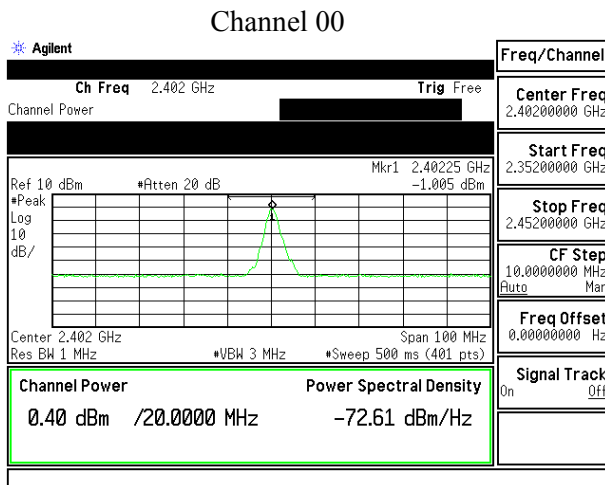 Channel 00
Agilent
Freq/Channel
Ch Freq 2.402 GHz Trig Free
Channel Power
Center Freq
2.40200000 GHz
Start Freq
2.35200000 GHz
Stop Freq
2.45200000 GHz
CF Step
10.0000000 MHz
Auto Man
Freq Offset
0.00000000 Hz
Signal Track
On Off
Mkr1 2.40225 GHz
Ref 10 dBm #Atten 20 dB -1.005 dBm
#Peak
Log
10
dB/
1
Center 2.402 GHz Span 100 MHz
Res BW 1 MHz #VBW 3 MHz #Sweep 500 ms (401 pts)
Channel Power Power Spectral Density
0.40 dBm /20.0000 MHz -72.61 dBm/Hz